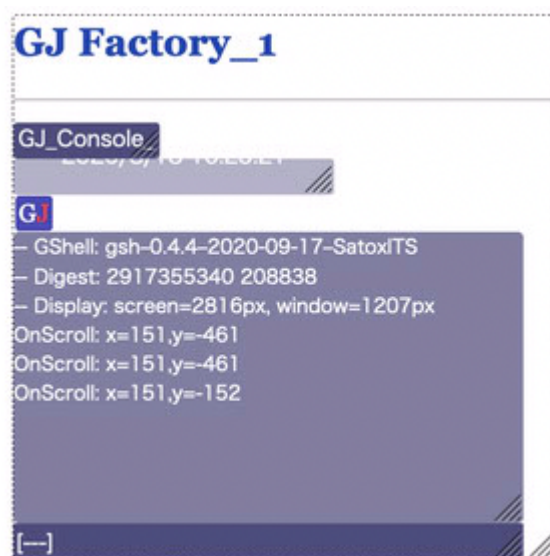 GJ Factory_1
GJ_Console
GJ
– GShell: gsh–0.4.4–2020–09–17–SatoxITS
– Digest: 2917355340 208838
– Display: screen=2816px, window=1207px
OnScroll: x=151,y=-461
OnScroll: x=151,y=-461
OnScroll: x=151,y=-152
[---]